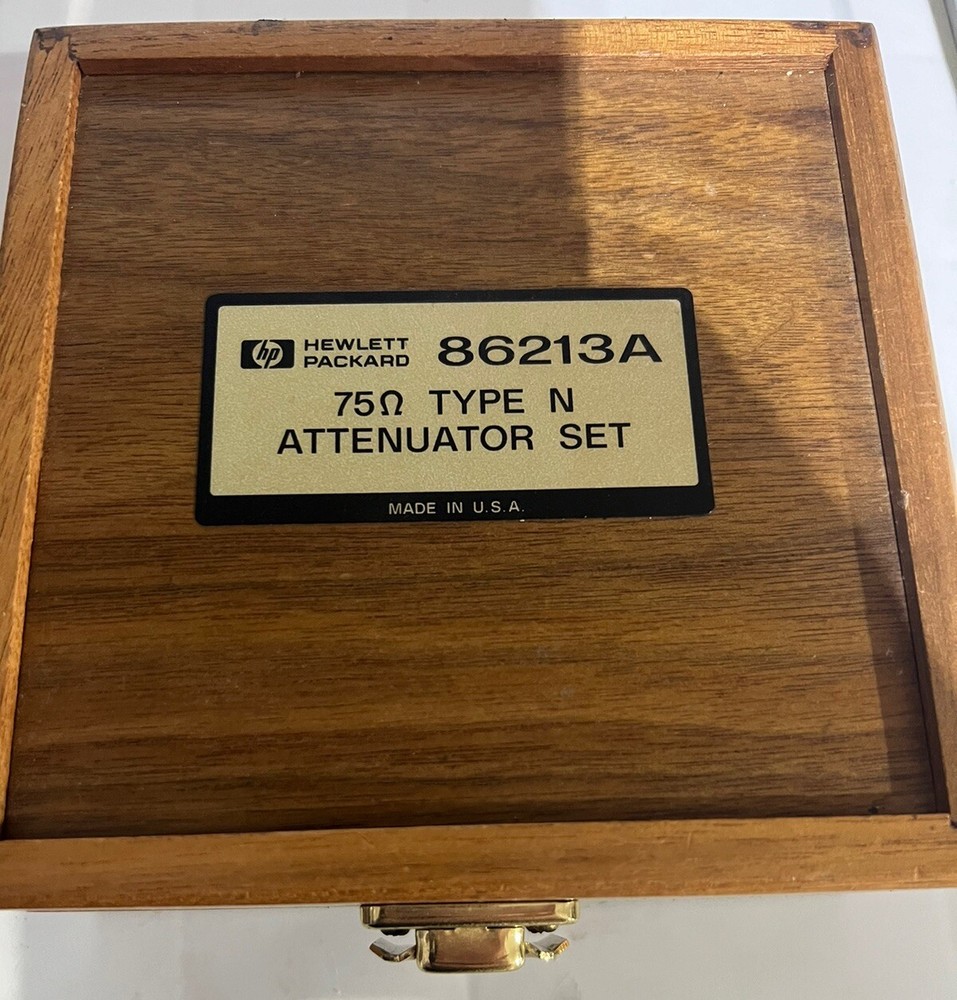 hp HEWLETT PACKARD 86213A
75Ω TYPE N
ATTENUATOR SET
MADE IN U.S.A.